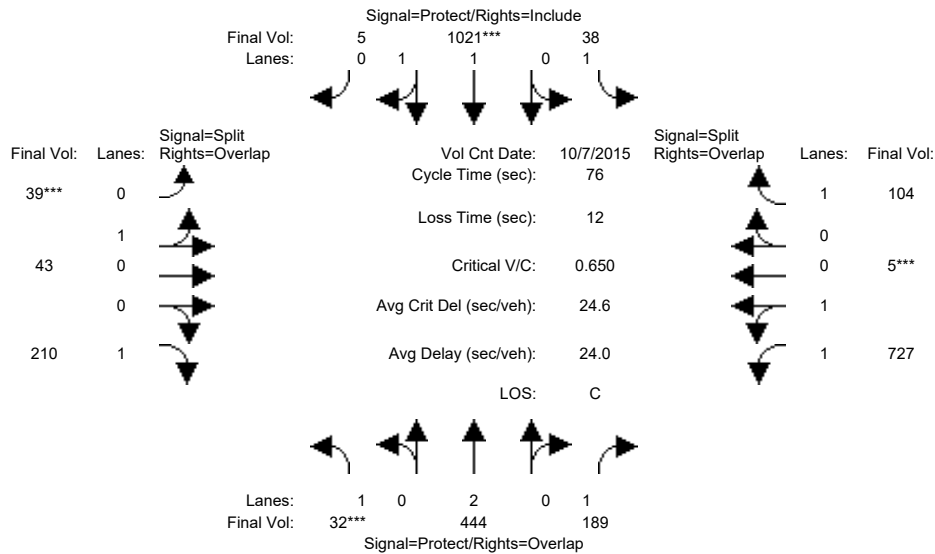 Signal=Protect/Rights=Include
Final Vol: 5 1021*** 38
Lanes: 0 1 1 0 1
Signal=Split
Rights=Overlap
Final Vol: Lanes:
Vol Cnt Date: 10/7/2015
Signal=Split
Rights=Overlap
Lanes: Final Vol:
Cycle Time (sec): 76
39*** 0
1 104
Loss Time (sec): 12
1
0
43 0
Critical V/C: 0.650
0 5***
0
Avg Crit Del (sec/veh): 24.6
1
210 1
Avg Delay (sec/veh): 24.0
1 727
LOS: C
Lanes: 1 0 2 0 1
Final Vol: 32*** 444 189
Signal=Protect/Rights=Overlap